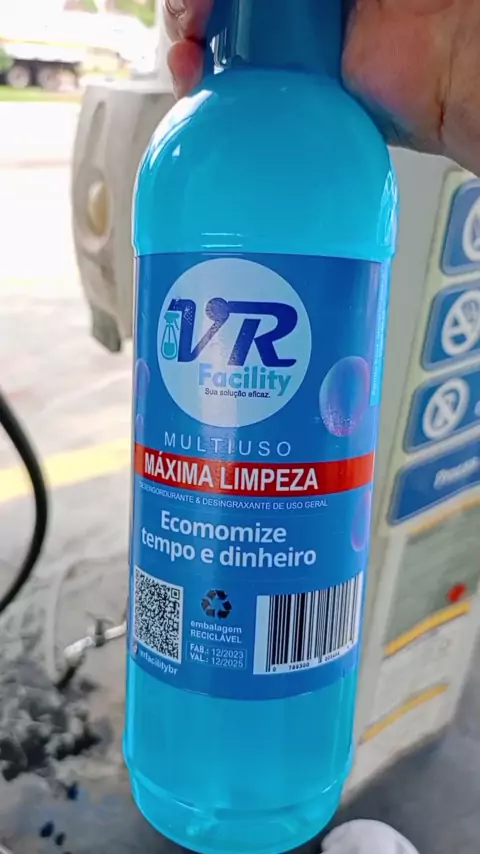 VR
Facility
Sua solução eficaz.
MULTIUSO
MÁXIMA LIMPEZA
DESENGORDURANTE & DESINGRAXANTE DE USO GERAL
Ecomomize
tempo e dinheiro
embalagem
RECICLÁVEL
FAB.: 12/2023
VAL.: 12/2025
vrfacilitybr